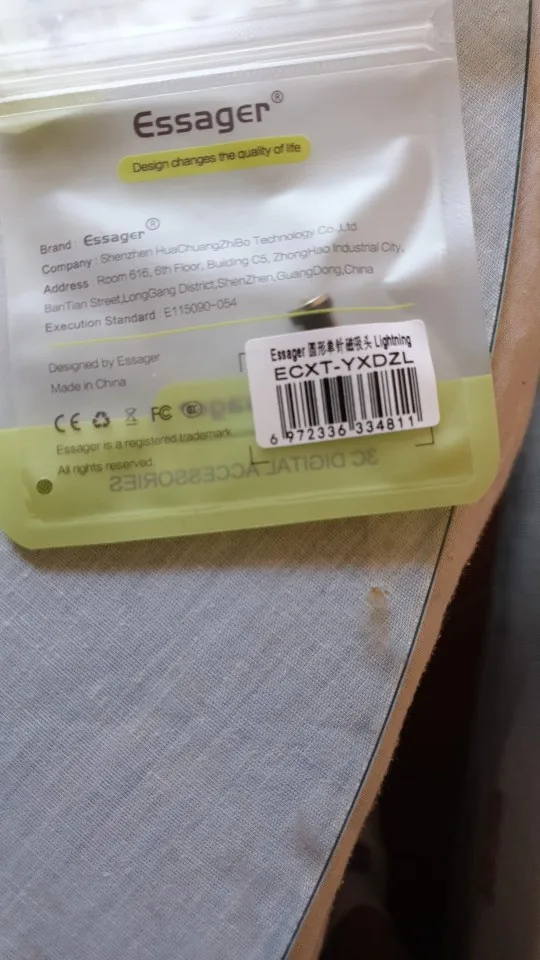 Essager®
Design changes the quality of life
Brand : Essager®
Company : Shenzhen HuaChuangZhiBo Technology Co.,Ltd
Address : Room 616, 6th Floor, Building C5, ZhongHao Industrial City,
BanTian Street,LongGang District,ShenZhen,GuangDong,China
Execution Standard : E115090-054
Designed by Essager
Made in China
CE FC
Essager is a registered trademark
All rights reserved
Essager 圆形单针磁吸头 Lightning
ECXT-YXDZL
6 972336 334811
3C DIGITAL ACCESSORIES